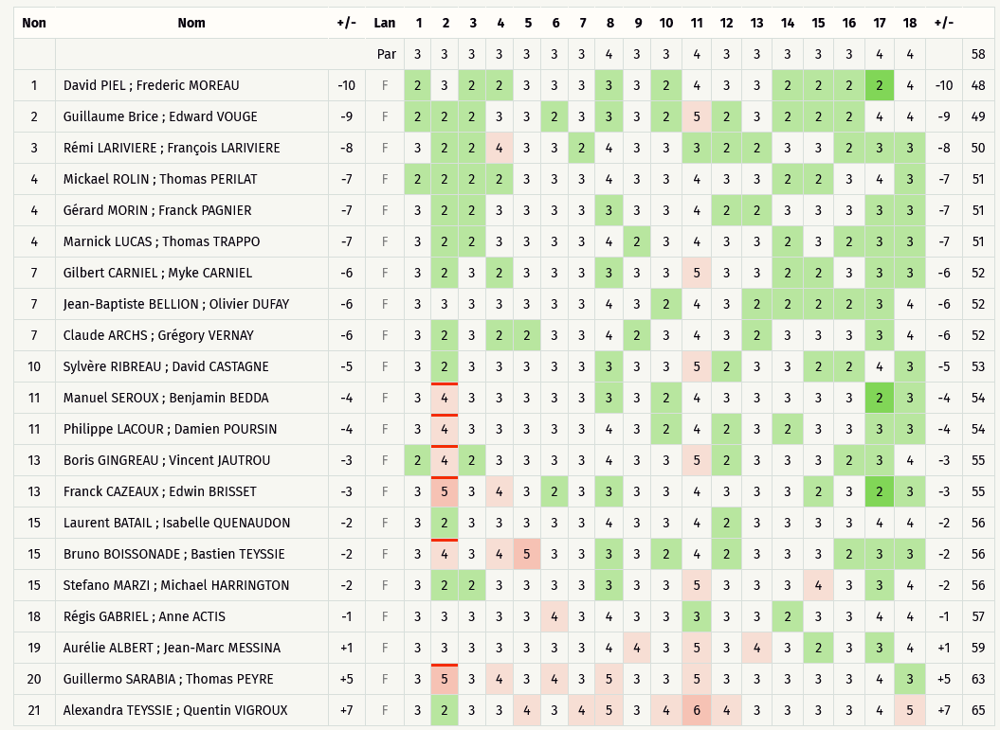 Non Nom +/- Lan 1 2 3 4 5 6 7 8 9 10 11 12 13 14 15 16 17 18 +/-
Par 3 3 3 3 3 3 3 4 3 3 4 3 3 3 3 3 4 4 58
1 David PIEL ; Frederic MOREAU -10 F 2 3 2 2 3 3 3 3 3 2 4 3 3 2 2 2 2 4 -10 48
2 Guillaume Brice ; Edward VOUGE -9 F 2 2 2 3 3 2 3 3 3 2 5 2 3 2 2 2 4 4 -9 49
3 Rémi LARIVIERE ; François LARIVIERE -8 F 3 2 2 4 3 3 2 4 3 3 3 2 2 3 3 2 3 3 -8 50
4 Mickael ROLIN ; Thomas PERILAT -7 F 2 2 2 2 3 3 3 4 3 3 4 3 3 2 2 3 4 3 -7 51
4 Gérard MORIN ; Franck PAGNIER -7 F 3 2 2 3 3 3 3 3 3 3 4 2 2 3 3 3 3 3 -7 51
4 Marnick LUCAS ; Thomas TRAPPO -7 F 3 2 2 3 3 3 3 4 2 3 4 3 3 2 3 2 3 3 -7 51
7 Gilbert CARNIEL ; Myke CARNIEL -6 F 3 2 3 2 3 3 3 3 3 3 5 3 3 2 2 3 3 3 -6 52
7 Jean-Baptiste BELLION ; Olivier DUFAY -6 F 3 3 3 3 3 3 3 4 3 2 4 3 2 2 2 2 3 4 -6 52
7 Claude ARCHS ; Grégory VERNAY -6 F 3 2 3 2 2 3 3 4 2 3 4 3 2 3 3 3 3 4 -6 52
10 Sylvère RIBREAU ; David CASTAGNE -5 F 3 2 3 3 3 3 3 3 3 3 5 2 3 3 2 2 4 3 -5 53
11 Manuel SEROUX ; Benjamin BEDDA -4 F 3 4 3 3 3 3 3 3 3 2 4 3 3 3 3 3 2 3 -4 54
11 Philippe LACOUR ; Damien POURSIN -4 F 3 4 3 3 3 3 3 4 3 2 4 2 3 2 3 3 3 3 -4 54
13 Boris GINGREAU ; Vincent JAUTROU -3 F 2 4 2 3 3 3 3 4 3 3 5 2 3 3 3 2 3 4 -3 55
13 Franck CAZEAUX ; Edwin BRISSET -3 F 3 5 3 4 3 2 3 3 3 3 4 3 3 3 2 3 2 3 -3 55
15 Laurent BATAIL ; Isabelle QUENAUDON -2 F 3 2 3 3 3 3 3 4 3 3 4 2 3 3 3 3 4 4 -2 56
15 Bruno BOISSONADE ; Bastien TEYSSIE -2 F 3 4 3 4 5 3 3 3 3 2 4 2 3 3 3 2 3 3 -2 56
15 Stefano MARZI ; Michael HARRINGTON -2 F 3 2 2 3 3 3 3 3 3 3 5 3 3 3 4 3 3 4 -2 56
18 Régis GABRIEL ; Anne ACTIS -1 F 3 3 3 3 3 4 3 4 3 3 3 3 3 2 3 3 4 4 -1 57
19 Aurélie ALBERT ; Jean-Marc MESSINA +1 F 3 3 3 3 3 3 3 4 4 3 5 3 4 3 2 3 3 4 +1 59
20 Guillermo SARABIA ; Thomas PEYRE +5 F 3 5 3 4 3 4 3 5 3 3 5 3 3 3 3 3 4 3 +5 63
21 Alexandra TEYSSIE ; Quentin VIGROUX +7 F 3 2 3 3 4 3 4 5 3 4 6 4 3 3 3 3 4 5 +7 65